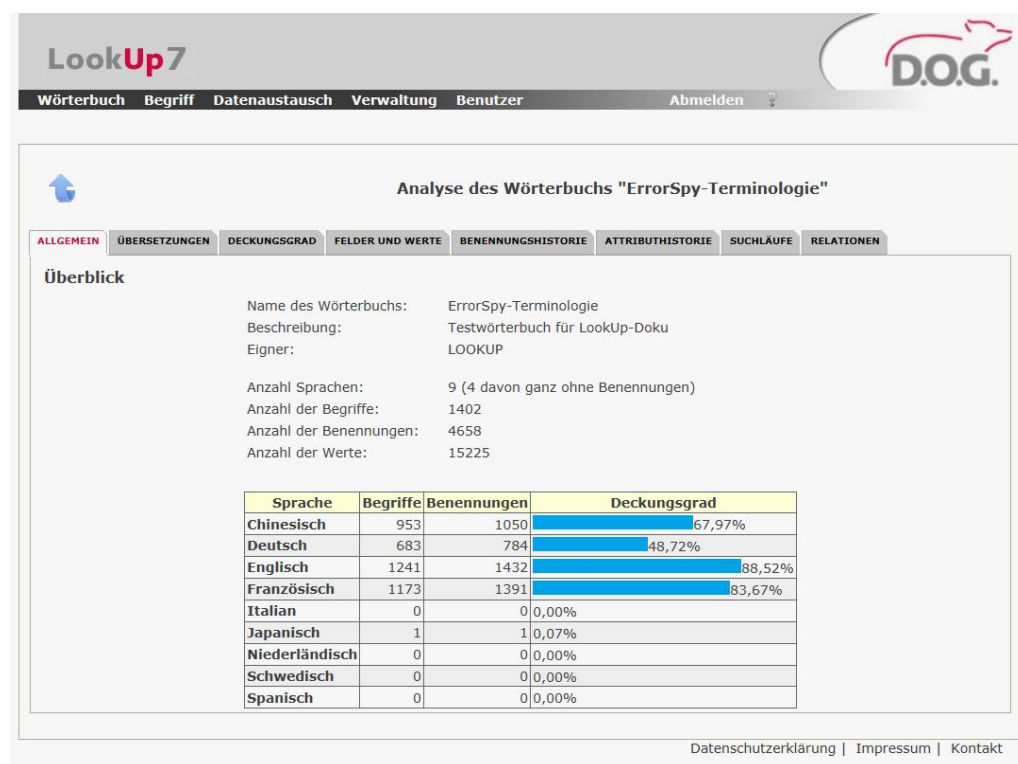 LookUp7
D.O.G.
Wörterbuch Begriff Datenaustausch Verwaltung Benutzer Abmelden ?
Analyse des Wörterbuchs "ErrorSpy-Terminologie"
ALLGEMEIN ÜBERSETZUNGEN DECKUNGSGRAD FELDER UND WERTE BENENNUNGSHISTORIE ATTRIBUTHISTORIE SUCHLÄUFE RELATIONEN
Überblick
Name des Wörterbuchs: ErrorSpy-Terminologie
Beschreibung: Testwörterbuch für LookUp-Doku
Eigner: LOOKUP
Anzahl Sprachen: 9 (4 davon ganz ohne Benennungen)
Anzahl der Begriffe: 1402
Anzahl der Benennungen: 4658
Anzahl der Werte: 15225
Sprache Begriffe Benennungen Deckungsgrad
Chinesisch 953 1050 67,97%
Deutsch 683 784 48,72%
Englisch 1241 1432 88,52%
Französisch 1173 1391 83,67%
Italian 0 0 0,00%
Japanisch 1 1 0,07%
Niederländisch 0 0 0,00%
Schwedisch 0 0 0,00%
Spanisch 0 0 0,00%
Datenschutzerklärung | Impressum | Kontakt